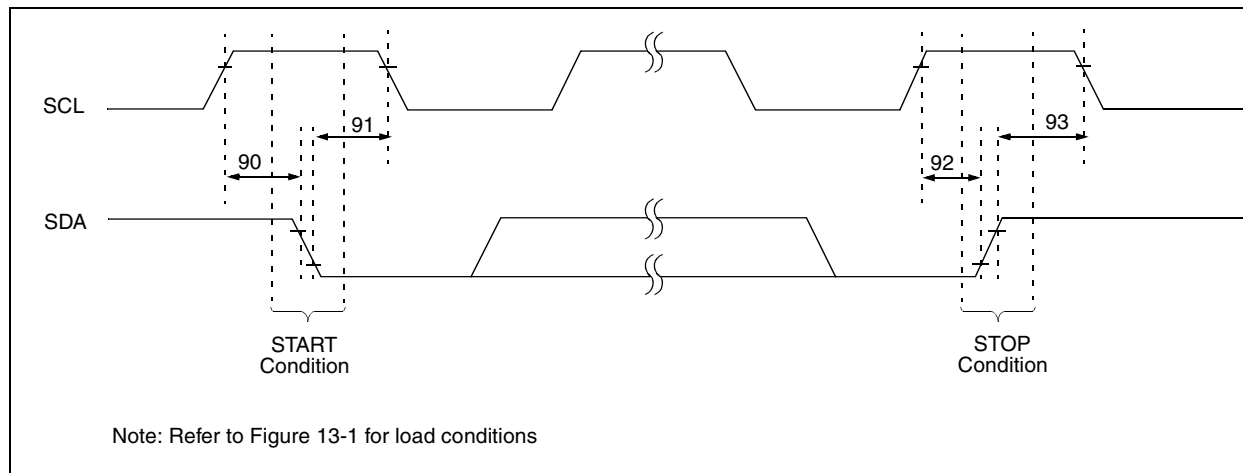 SCL
91
93
90
92
SDA
START
Condition
STOP
Condition
Note: Refer to Figure 13-1 for load conditions